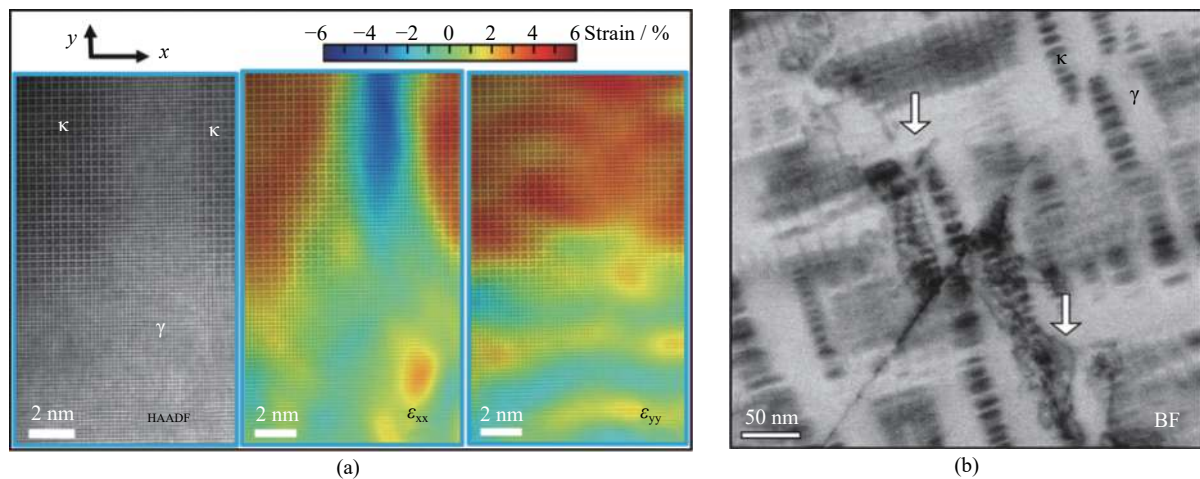 y
x
−6 −4 −2 0 2 4 6 Strain / %
κ
κ
γ
2 nm
HAADF
2 nm
εxx
2 nm
εyy
(a)
κ
γ
50 nm
BF
(b)